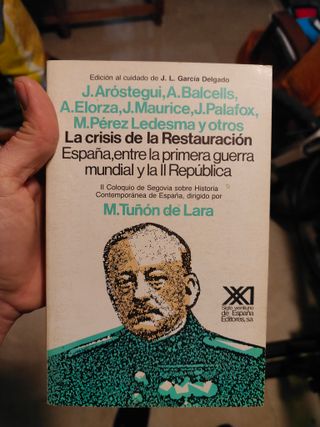 Edición al cuidado de J. L. García Delgado
J. Aróstegui, A. Balcells,
A. Elorza, J. Maurice, J. Palafox,
M. Pérez Ledesma y otros
La crisis de la Restauración
España, entre la primera guerra
mundial y la II República
II Coloquio de Segovia sobre Historia
Contemporánea de España, dirigido por
M. Tuñón de Lara
XXI
Siglo veintiuno
de España
Editores, sa